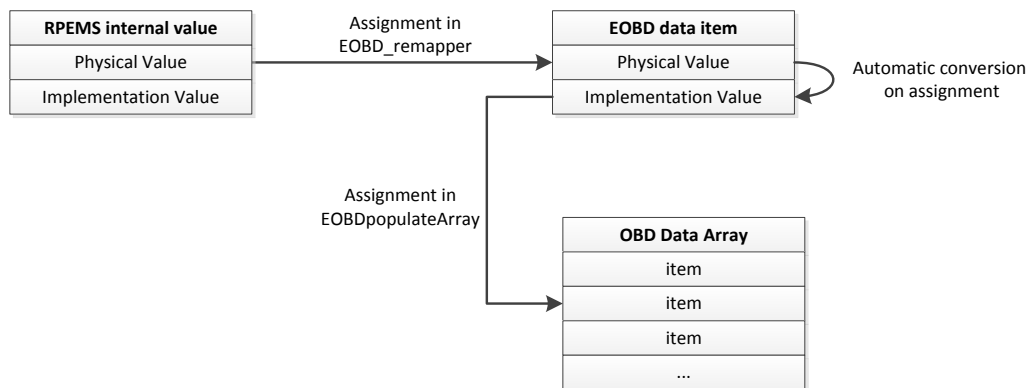 RPEMS internal value
Physical Value
Implementation Value
Assignment in
EOBD_remapper
EOBD data item
Physical Value
Implementation Value
Automatic conversion
on assignment
Assignment in
EOBDpopulateArray
OBD Data Array
item
item
item
...